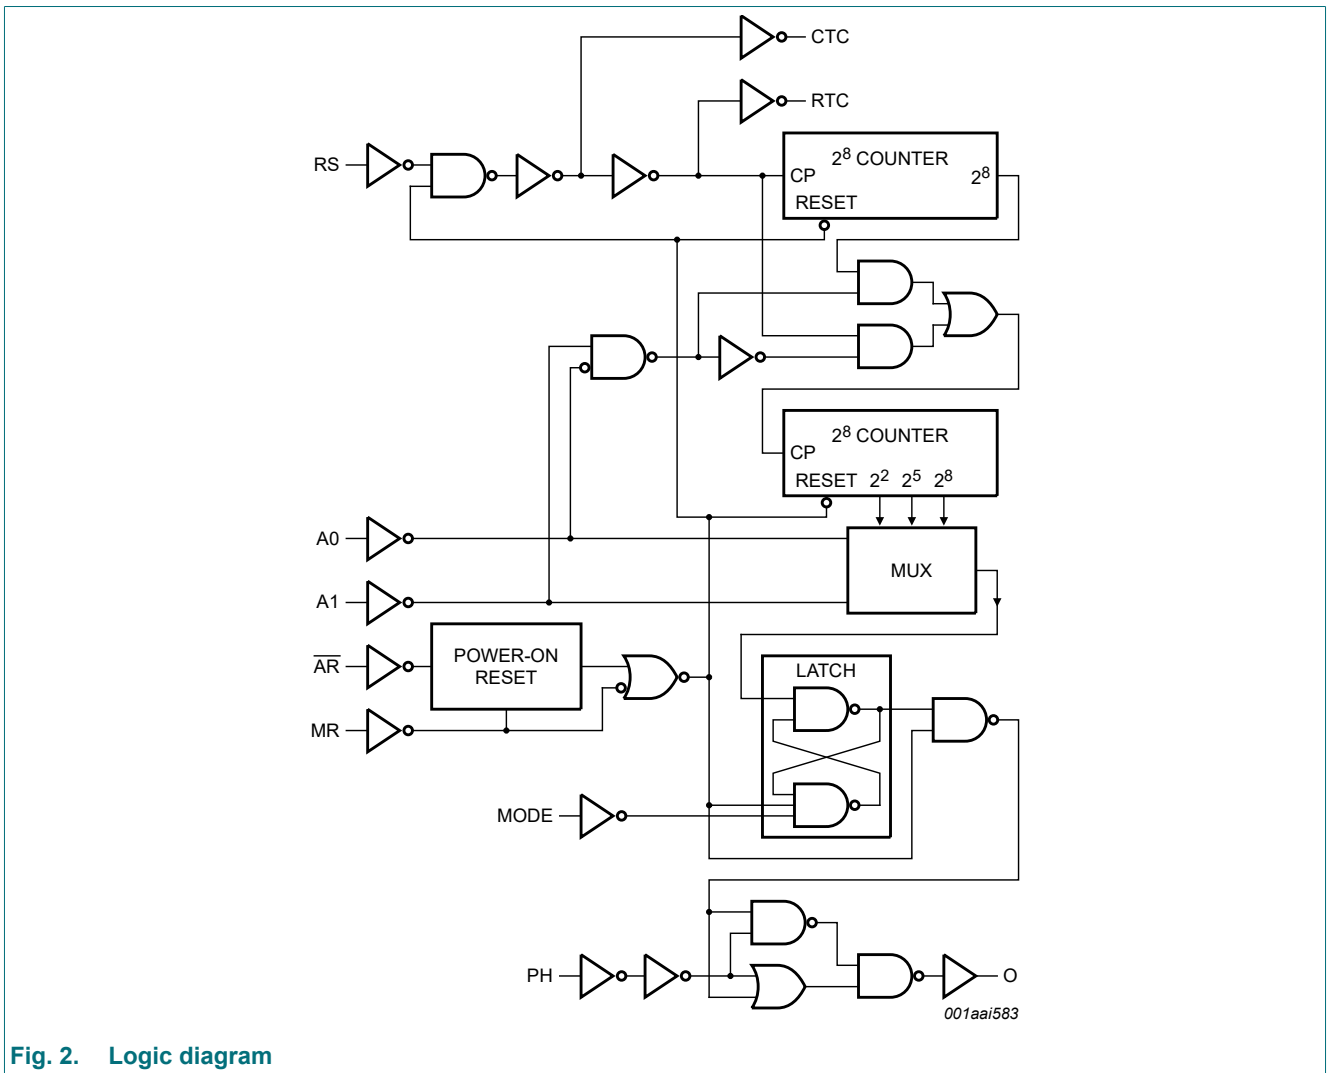 CTC
RTC
RS
2⁸ COUNTER
CP
2⁸
RESET
2⁸ COUNTER
CP
RESET 2² 2⁵ 2⁸
A0
MUX
A1
A̅R̅
POWER-ON
RESET
LATCH
MR
MODE
PH
O
001aai583
Fig. 2. Logic diagram